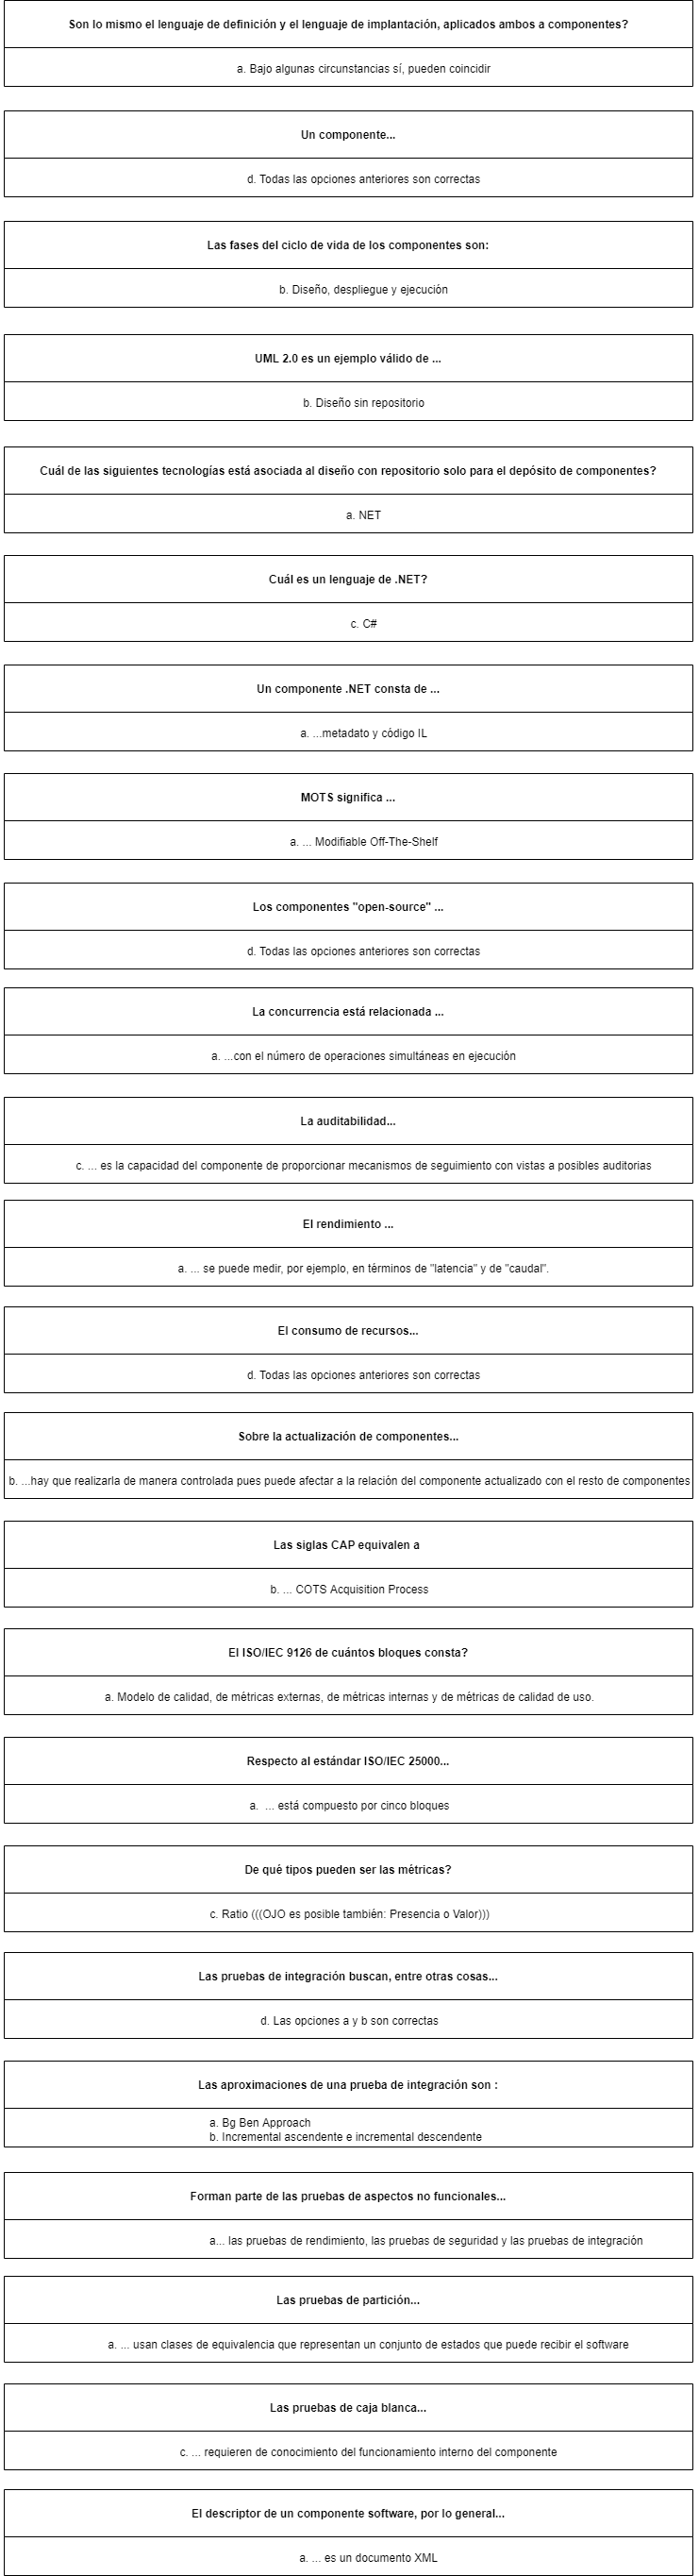 Son lo mismo el lenguaje de definición y el lenguaje de implantación, aplicados ambos a componentes?
a. Bajo algunas circunstancias sí, pueden coincidir
Un componente...
d. Todas las opciones anteriores son correctas
Las fases del ciclo de vida de los componentes son:
b. Diseño, despliegue y ejecución
UML 2.0 es un ejemplo válido de ...
b. Diseño sin repositorio
Cuál de las siguientes tecnologías está asociada al diseño con repositorio solo para el depósito de componentes?
a. NET
Cuál es un lenguaje de .NET?
c. C#
Un componente .NET consta de ...
a. ...metadato y código IL
MOTS significa ...
a. ... Modifiable Off-The-Shelf
Los componentes "open-source" ...
d. Todas las opciones anteriores son correctas
La concurrencia está relacionada ...
a. ...con el número de operaciones simultáneas en ejecución
La auditabilidad...
c. ... es la capacidad del componente de proporcionar mecanismos de seguimiento con vistas a posibles auditorias
El rendimiento ...
a. ... se puede medir, por ejemplo, en términos de "latencia" y de "caudal".
El consumo de recursos...
d. Todas las opciones anteriores son correctas
Sobre la actualización de componentes...
b. ...hay que realizarla de manera controlada pues puede afectar a la relación del componente actualizado con el resto de componentes
Las siglas CAP equivalen a
b. ... COTS Acquisition Process
El ISO/IEC 9126 de cuántos bloques consta?
a. Modelo de calidad, de métricas externas, de métricas internas y de métricas de calidad de uso.
Respecto al estándar ISO/IEC 25000...
a. ... está compuesto por cinco bloques
De qué tipos pueden ser las métricas?
c. Ratio (((OJO es posible también: Presencia o Valor)))
Las pruebas de integración buscan, entre otras cosas...
d. Las opciones a y b son correctas
Las aproximaciones de una prueba de integración son :
a. Bg Ben Approach
b. Incremental ascendente e incremental descendente
Forman parte de las pruebas de aspectos no funcionales...
a... las pruebas de rendimiento, las pruebas de seguridad y las pruebas de integración
Las pruebas de partición...
a. ... usan clases de equivalencia que representan un conjunto de estados que puede recibir el software
Las pruebas de caja blanca...
c. ... requieren de conocimiento del funcionamiento interno del componente
El descriptor de un componente software, por lo general...
a. ... es un documento XML